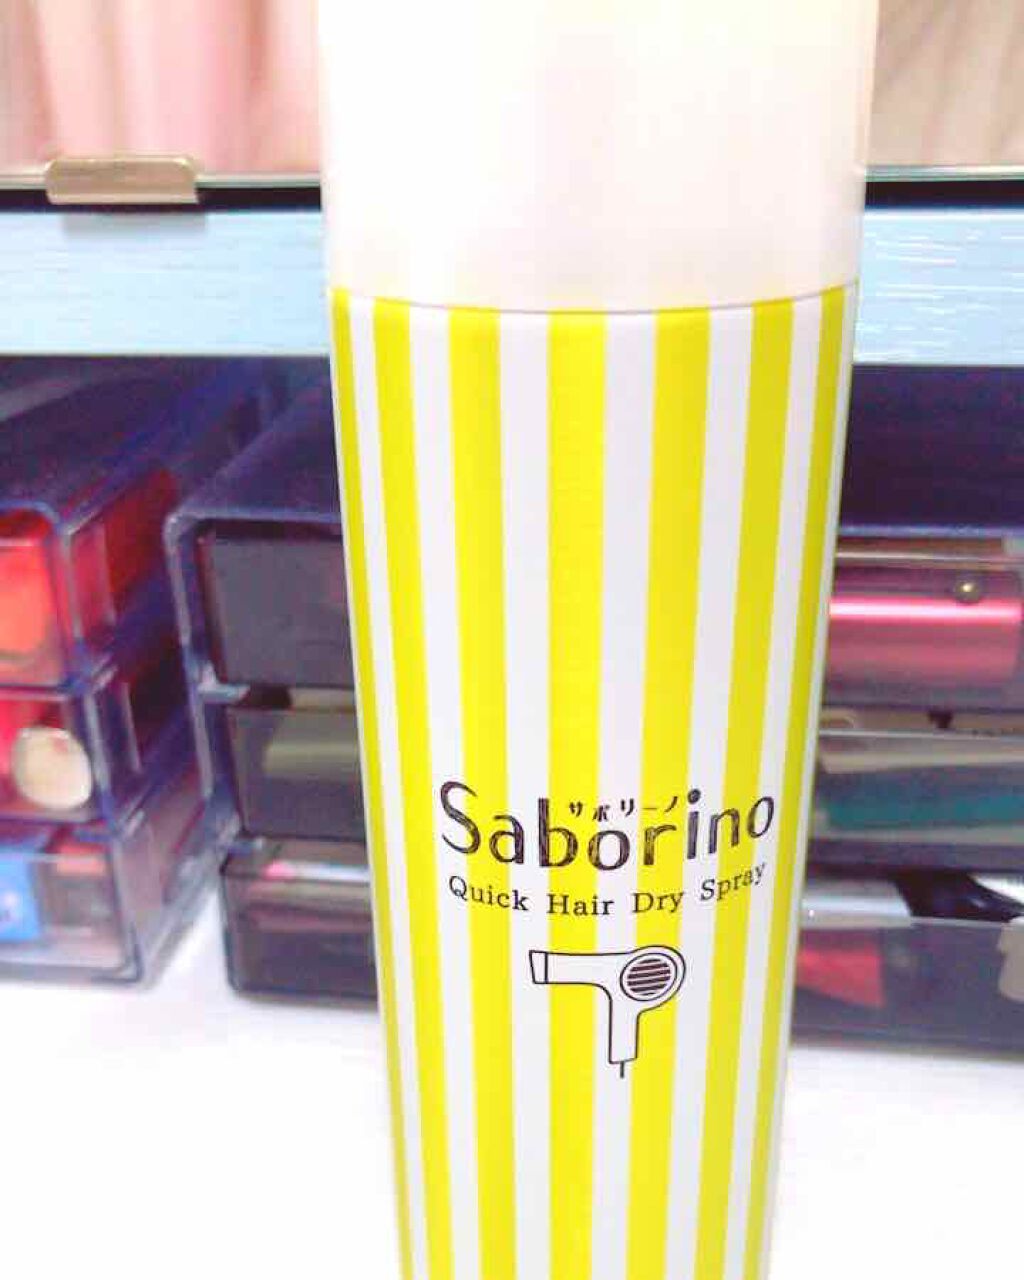 サボリーノ
Saborino
Quick Hair Dry Spray